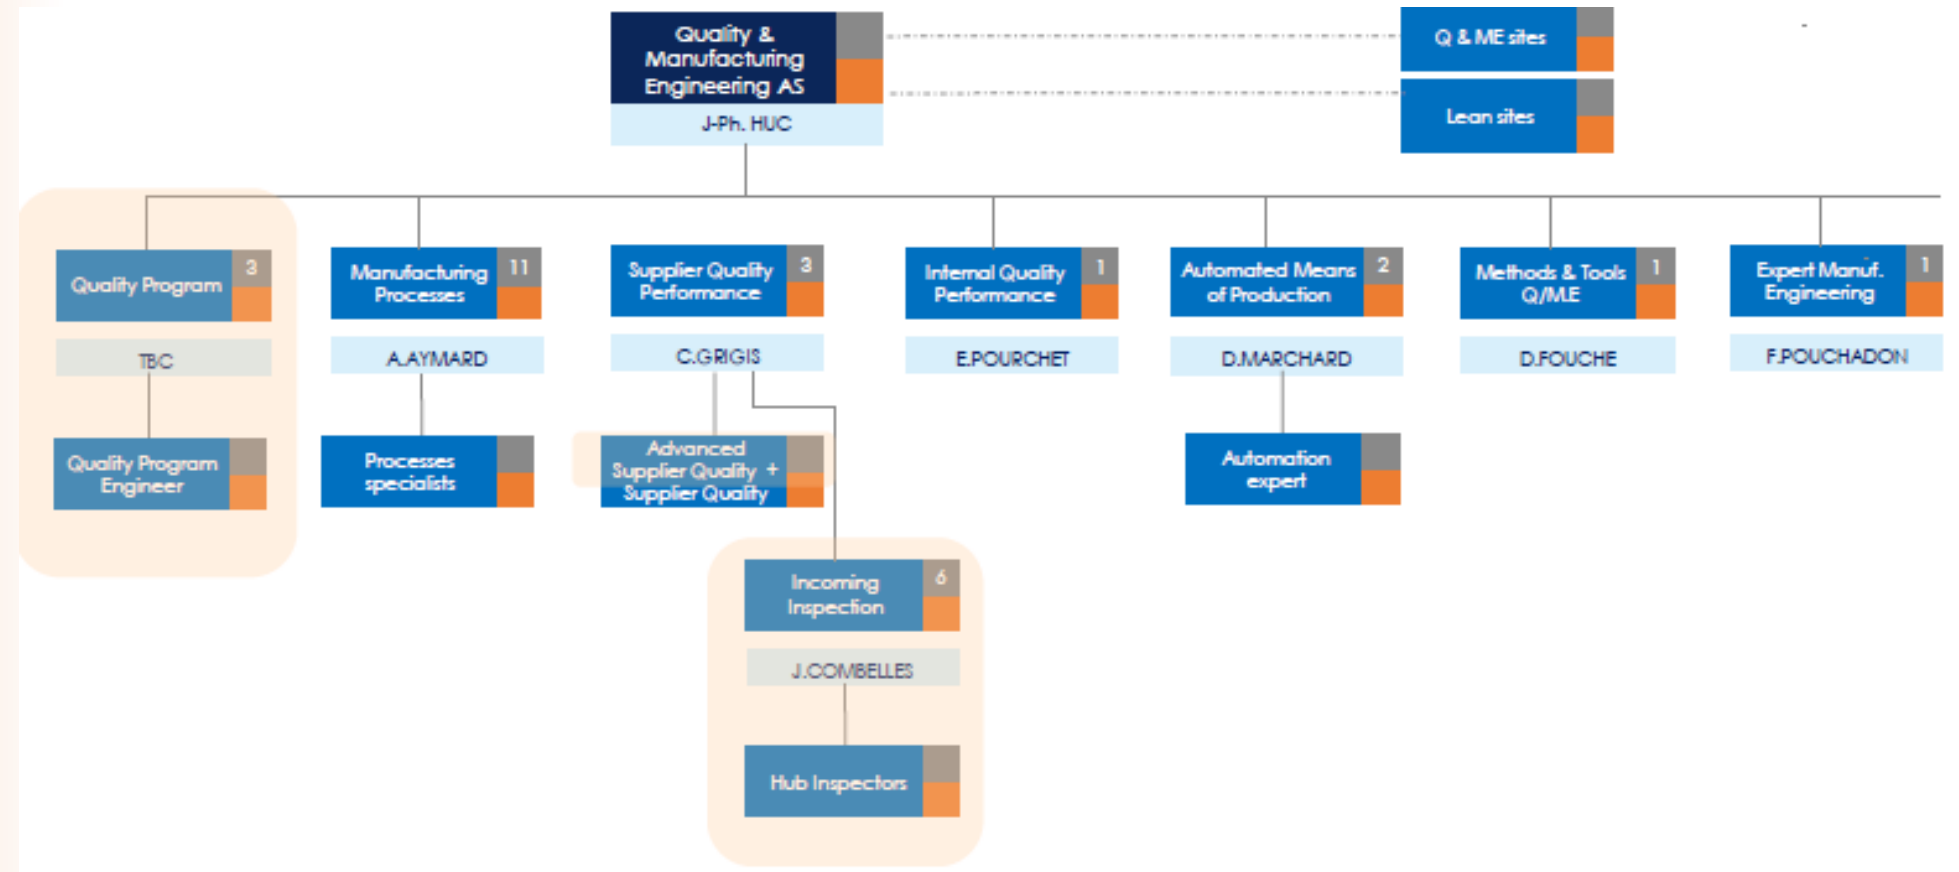 Quality &
Manufacturing
Engineering AS
J-Ph. HUC
Q & ME sites
Lean sites
Quality Program
3
TBC
Quality Program
Engineer
Manufacturing
Processes
11
A.AYMARD
Processes
specialists
Supplier Quality
Performance
3
C.GRIGIS
Advanced
Supplier Quality +
Supplier Quality
Incoming
Inspection
6
J.COMBELLES
Hub Inspectors
Internal Quality
Performance
1
E.POURCHET
Automated Means
of Production
2
D.MARCHARD
Automation
expert
Methods & Tools
Q/M.E
1
D.FOUCHE
Expert Manuf.
Engineering
1
F.POUCHADON